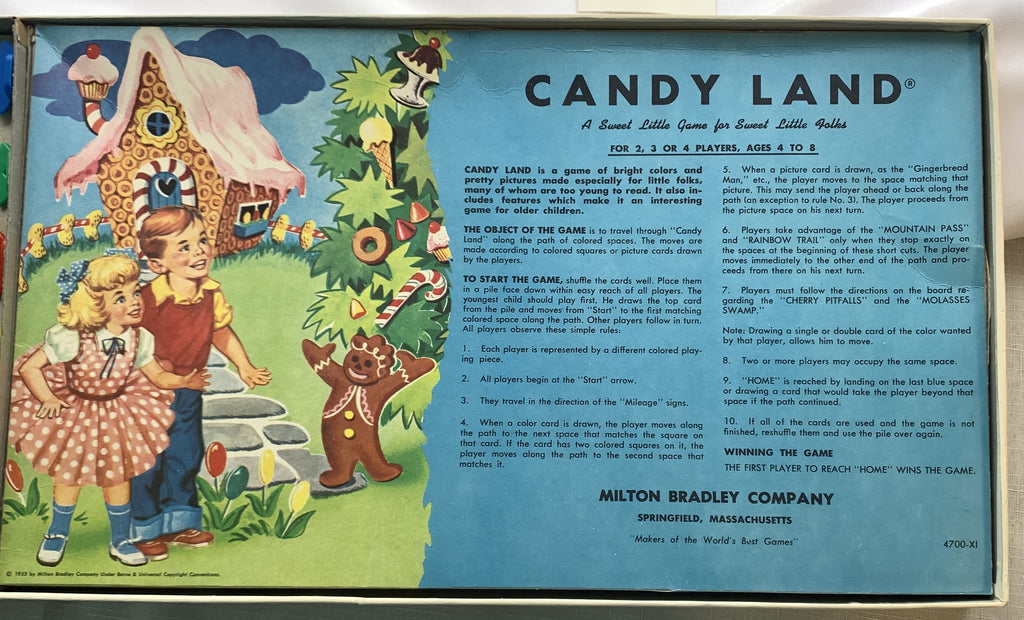 CANDY LAND®
A Sweet Little Game for Sweet Little Folks
FOR 2, 3 OR 4 PLAYERS, AGES 4 TO 8
CANDY LAND is a game of bright colors and
pretty pictures made especially for little folks,
many of whom are too young to read. It also in-
cludes features which make it an interesting
game for older children.
THE OBJECT OF THE GAME is to travel through "Candy
Land" along the path of colored spaces. The moves are
made according to colored squares or picture cards drawn
by the players.
TO START THE GAME, shuffle the cards well. Place them
in a pile face down within easy reach of all players. The
youngest child should play first. He draws the top card
from the pile and moves from "Start" to the first matching
colored space along the path. Other players follow in turn.
All players observe these simple rules:
1. Each player is represented by a different colored play-
ing piece.
2. All players begin at the "Start" arrow.
3. They travel in the direction of the "Mileage" signs.
4. When a color card is drawn, the player moves along
the path to the next space that matches the square on
that card. If the card has two colored squares on it, the
player moves along the path to the second space that
matches it.
5. When a picture card is drawn, as the "Gingerbread
Man," etc., the player moves to the space matching that
picture. This may send the player ahead or back along the
path (an exception to rule No. 3). The player proceeds from
the picture space on his next turn.
6. Players take advantage of the "MOUNTAIN PASS"
and "RAINBOW TRAIL" only when they stop exactly on
the spaces at the beginning of these short cuts. The player
moves immediately to the other end of the path and pro-
ceeds from there on his next turn.
7. Players must follow the directions on the board re-
garding the "CHERRY PITFALLS" and the "MOLASSES
SWAMP."
Note: Drawing a single or double card of the color wanted
by that player, allows him to move.
8. Two or more players may occupy the same space.
9. "HOME" is reached by landing on the last blue space
or drawing a card that would take the player beyond that
space if the path continued.
10. If all of the cards are used and the game is not
finished, reshuffle them and use the pile over again.
WINNING THE GAME
THE FIRST PLAYER TO REACH "HOME" WINS THE GAME.
MILTON BRADLEY COMPANY
SPRINGFIELD, MASSACHUSETTS
"Makers of the World's Best Games"
4700-XI
© 1955 by Milton Bradley Company Under Berne & Universal Copyright Conventions.